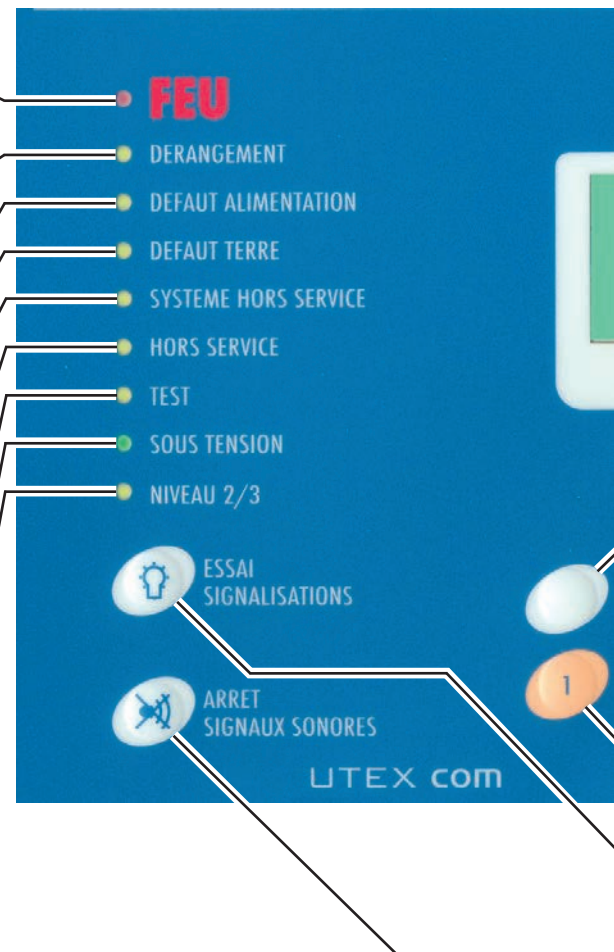 FEU
DERANGEMENT
DEFAUT ALIMENTATION
DEFAUT TERRE
SYSTEME HORS SERVICE
HORS SERVICE
TEST
SOUS TENSION
NIVEAU 2/3
ESSAI
SIGNALISATIONS
1
ARRET
SIGNAUX SONORES
UTEX com